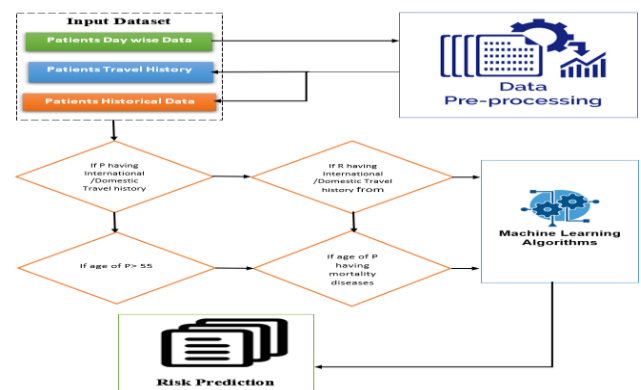 Input Dataset
Patients Day wise Data
Patients Travel History
Patients Historical Data
Data
Pre-processing
If P having
International
/Domestic
Travel history
If R having
International
/Domestic Travel
history from
Machine Learning
Algorithms
If age of P> 55
If age of P
having
mortality
diseases
Risk Prediction